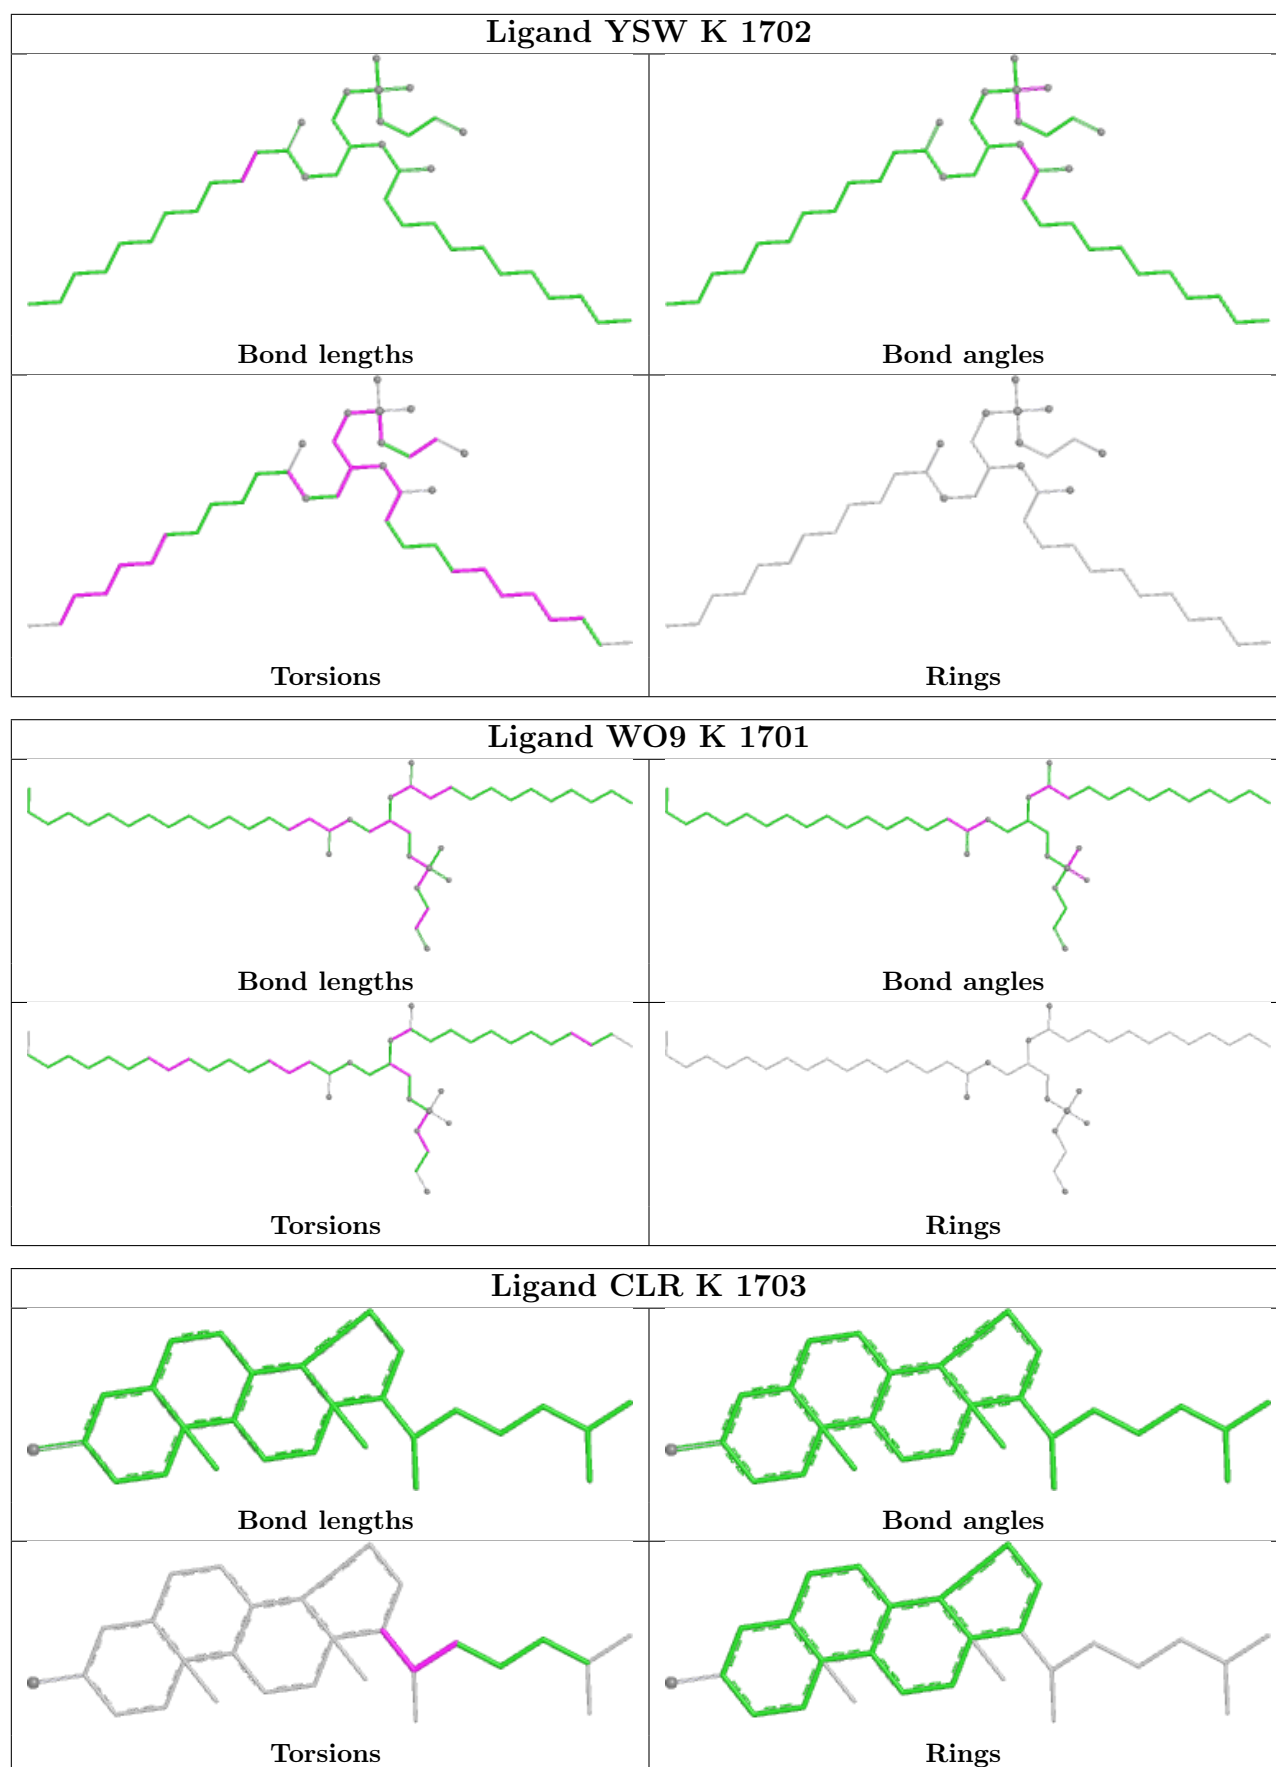 Ligand YSW K 1702
Bond lengths
Bond angles
Torsions
Rings
Ligand WO9 K 1701
Bond lengths
Bond angles
Torsions
Rings
Ligand CLR K 1703
Bond lengths
Bond angles
Torsions
Rings